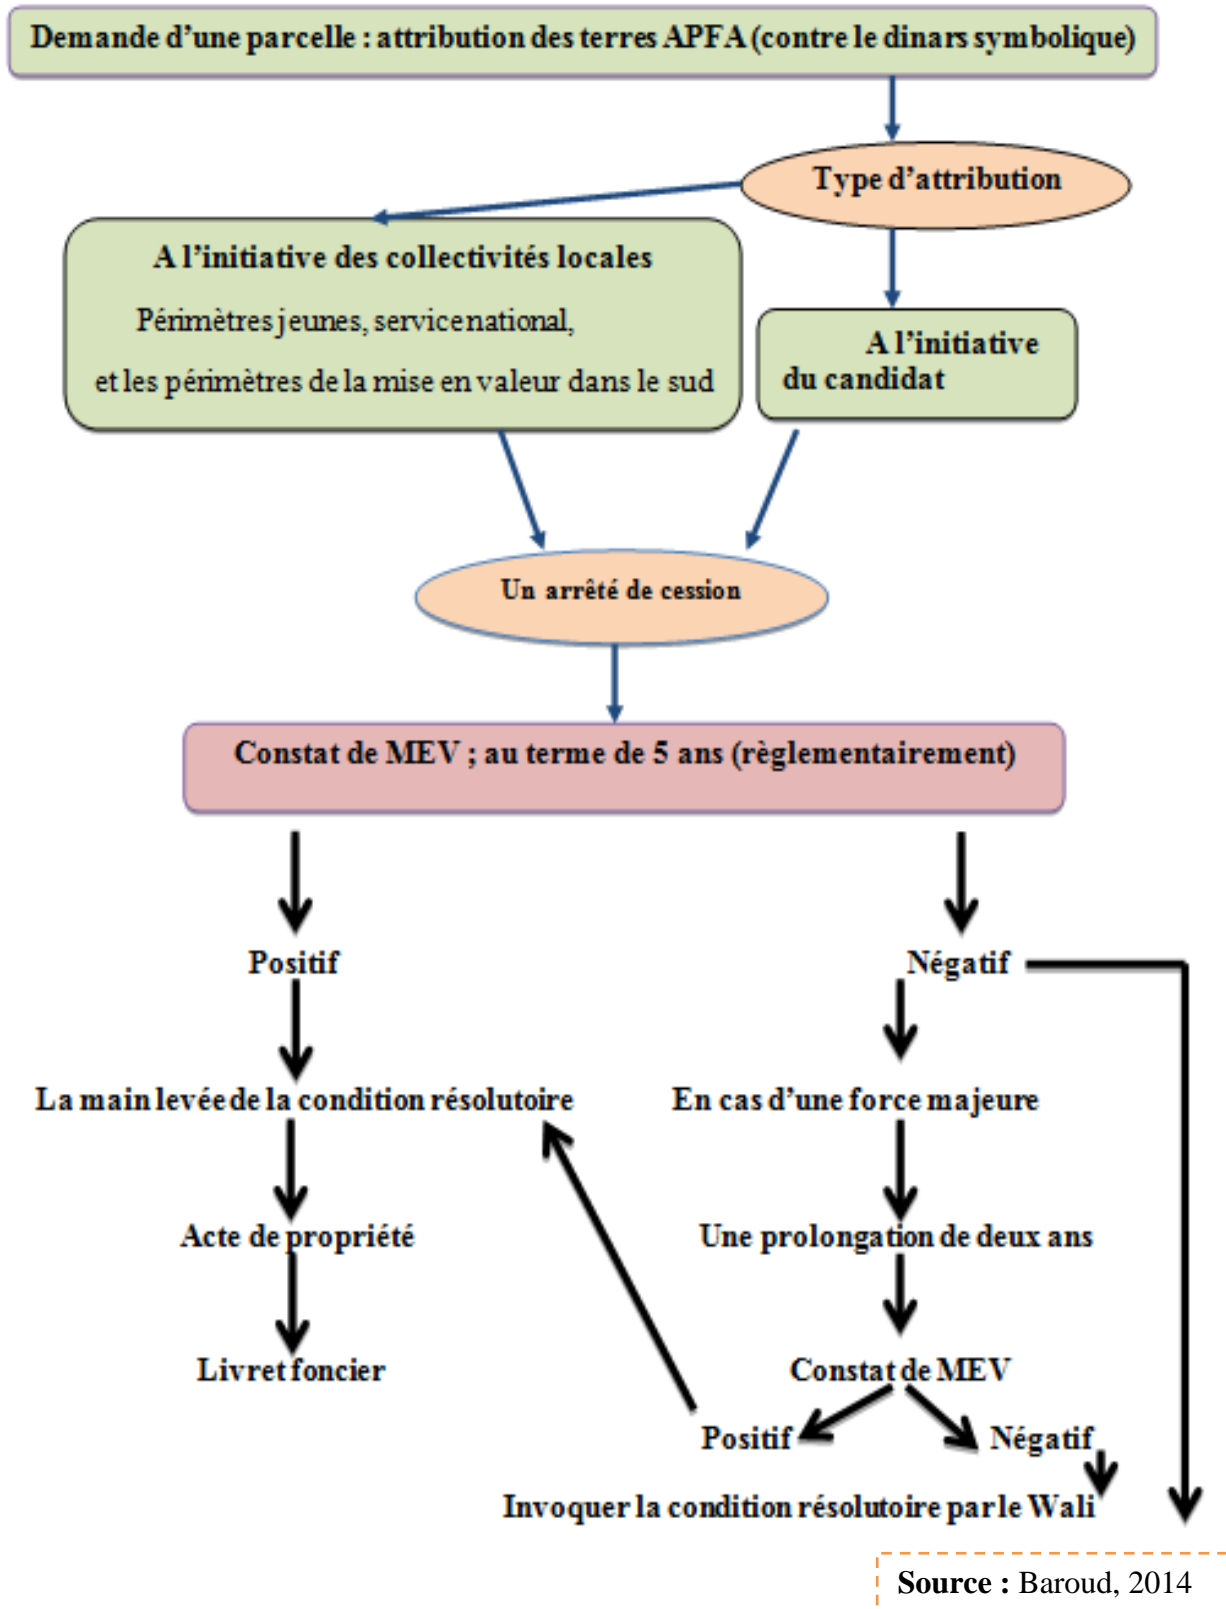 Demande d’une parcelle : attribution des terres APFA (contre le dinars symbolique)
Type d’attribution
A l’initiative des collectivités locales
Périmètres jeunes, service national,
et les périmètres de la mise en valeur dans le sud
A l’initiative
du candidat
Un arrêté de cession
Constat de MEV ; au terme de 5 ans (règlementairement)
Positif
Négatif
La main levée de la condition résolutoire
En cas d’une force majeure
Acte de propriété
Une prolongation de deux ans
Livret foncier
Constat de MEV
Positif
Négatif
Invoquer la condition résolutoire par le Wali
Source : Baroud, 2014